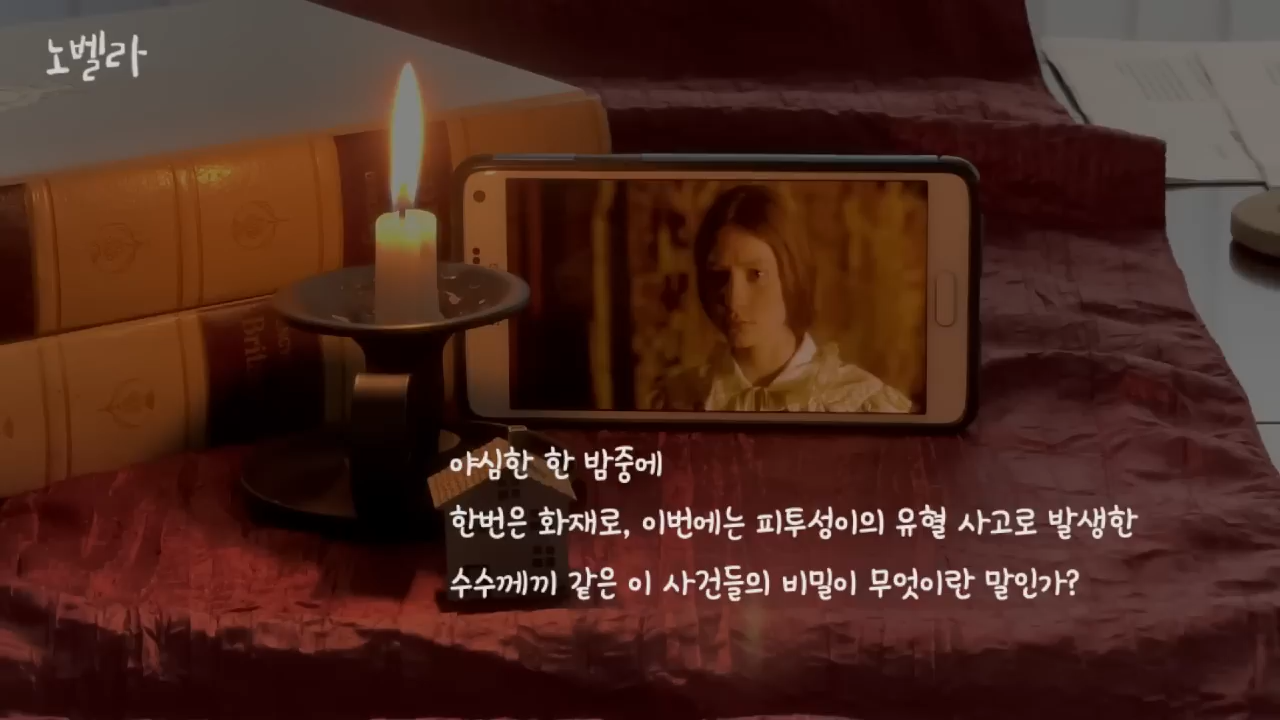 노벨라
야심한 한 밤중에
한번은 화재로, 이번에는 피투성이의 유혈 사고로 발생한
수수께끼 같은 이 사건들의 비밀이 무엇이란 말인가?